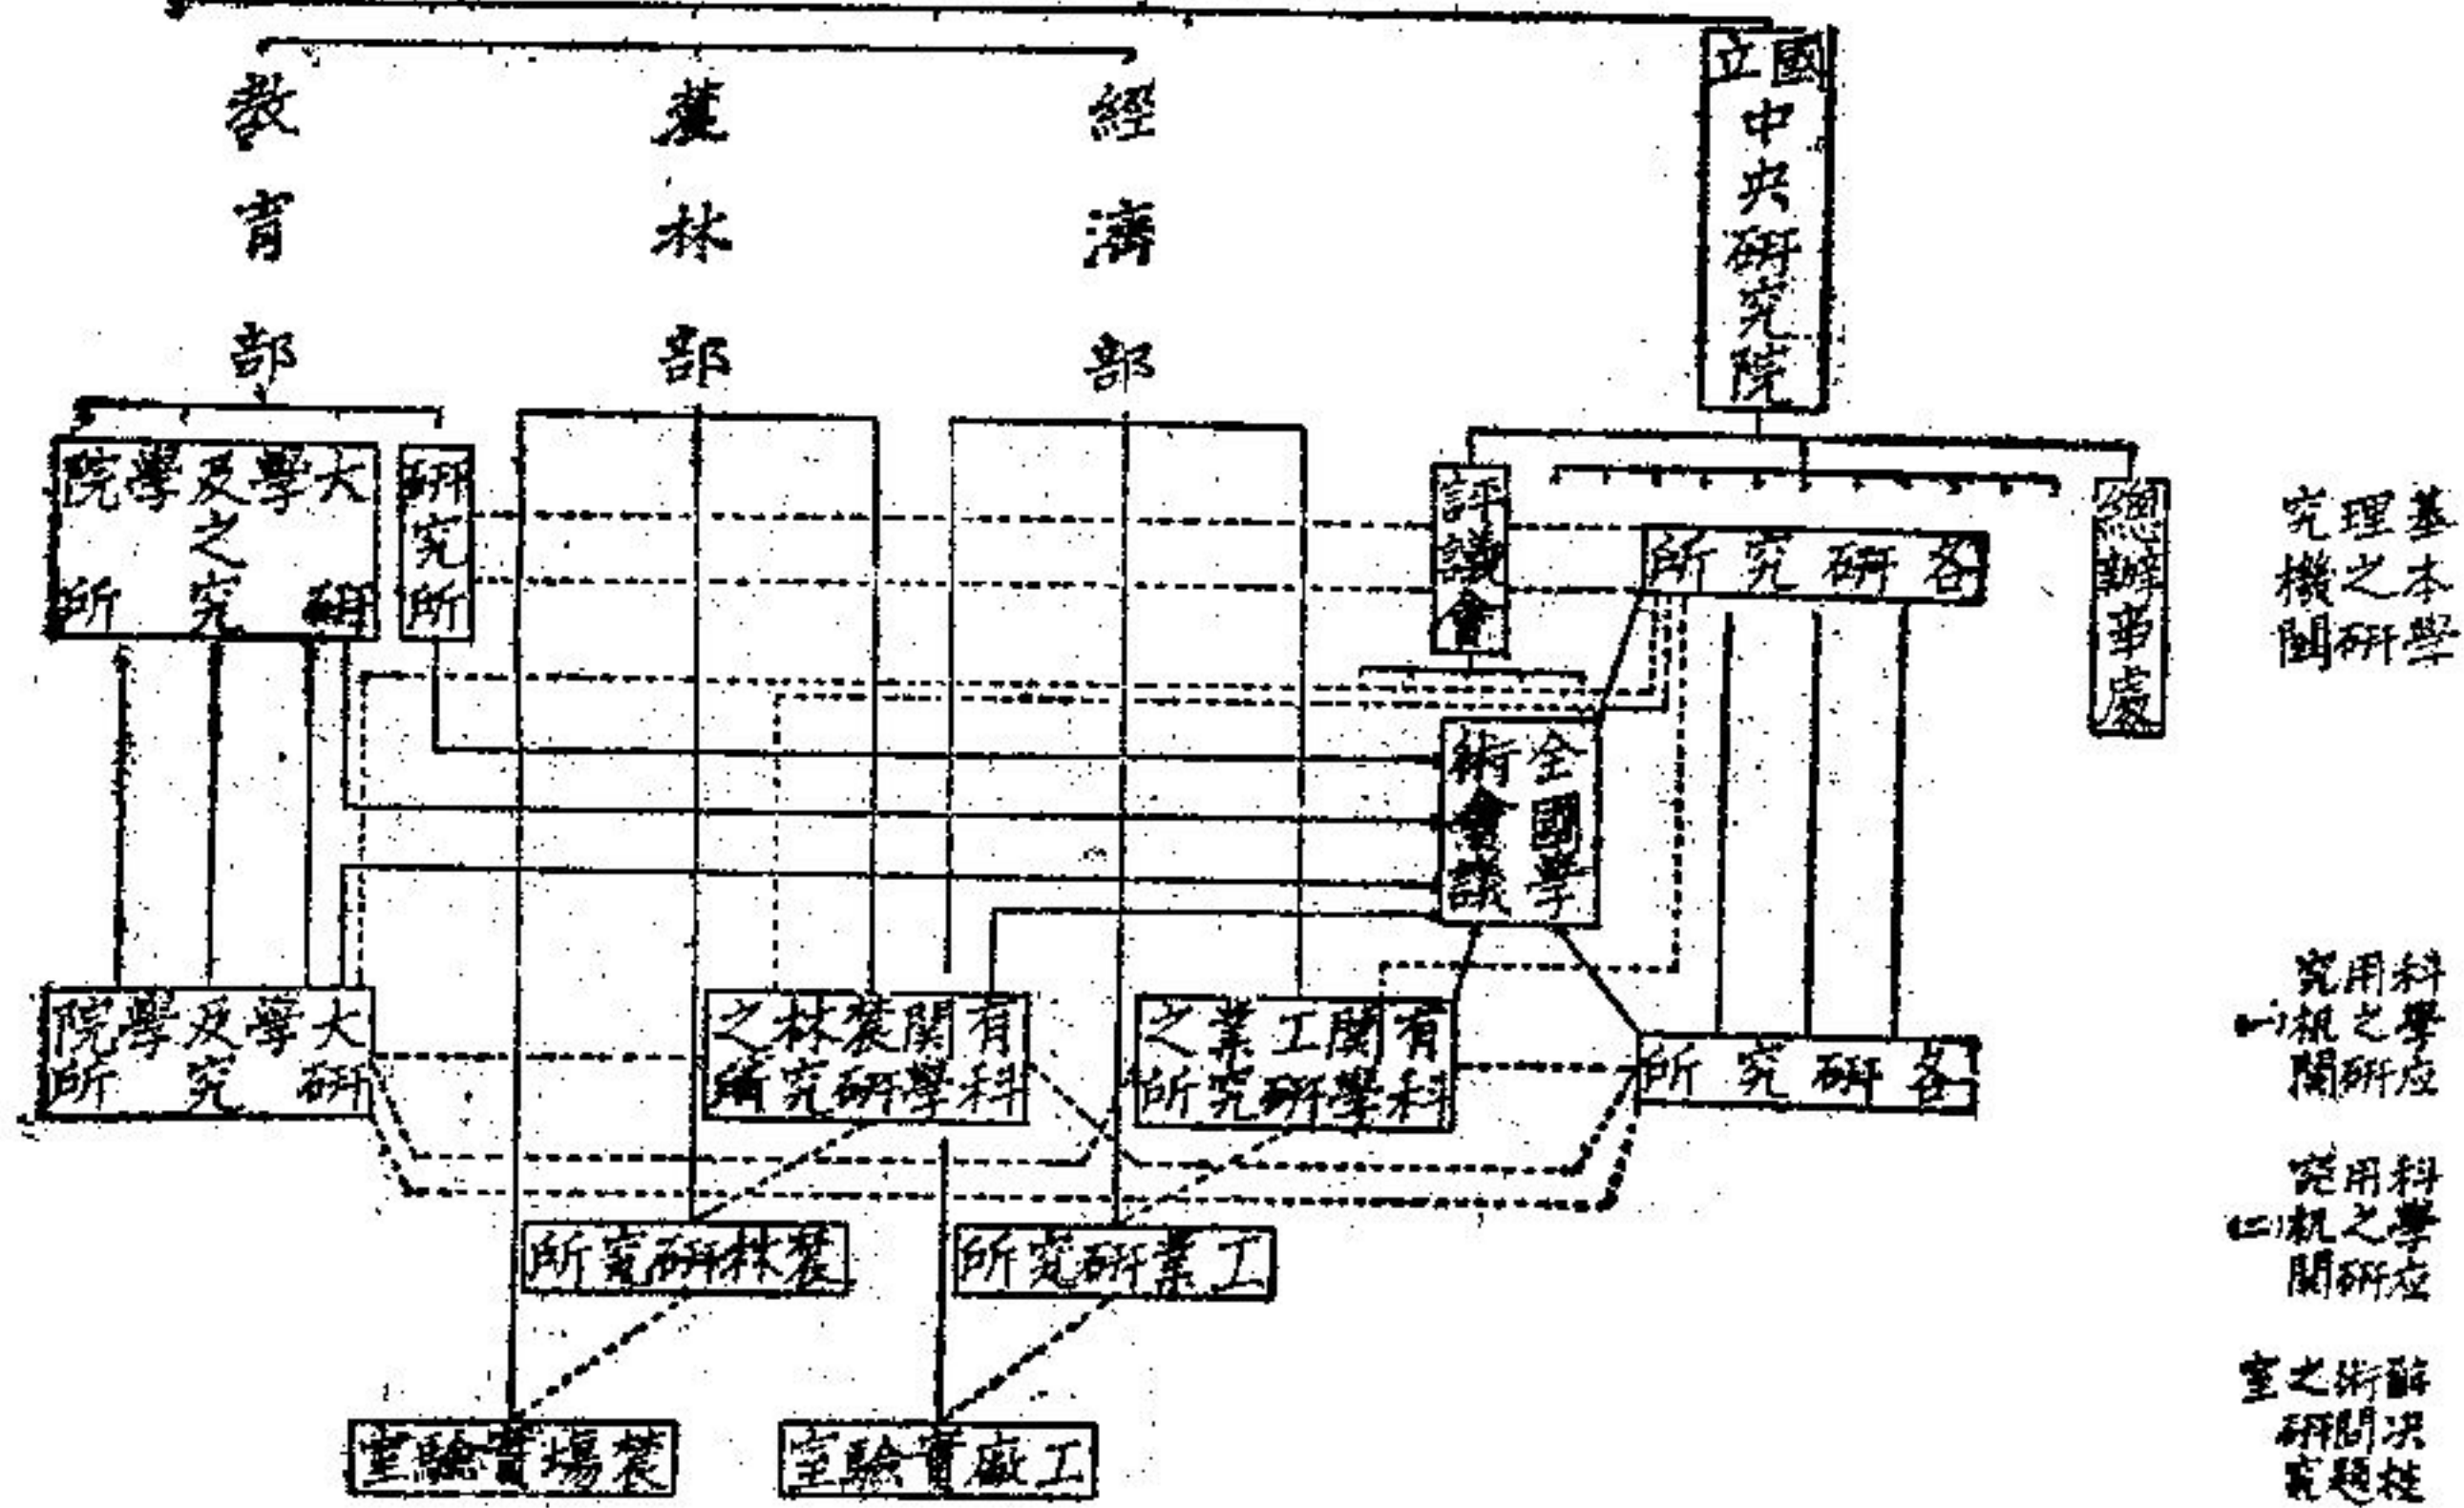 國立中央研究院
經濟部
農林部
教育部
總辦事處
各研究所
評議會
研究所
大學及學院
之
研究所
全國學
術會議
各研究所
有關工業之
科學研究所
有關農林之
科學研究所
大學及學院
研究所
工業研究所
農林研究所
工廠實驗室
農場實驗室
基本學
理之研
究機關
科學应
用之研
究机關
(一)
科學应
用之研
究机關
(二)
解决技
術問題
之研究
室